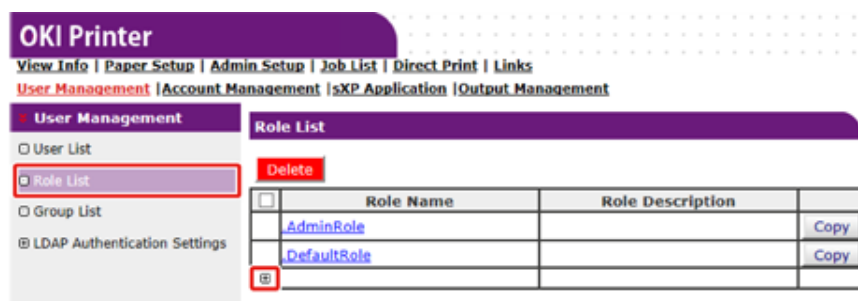 OKI Printer
View Info | Paper Setup | Admin Setup | Job List | Direct Print | Links
User Management |Account Management |sXP Application |Output Management
User Management
User List
Role List
Group List
LDAP Authentication Settings
Role List
Delete
Role Name Role Description
.AdminRole Copy
.DefaultRole Copy